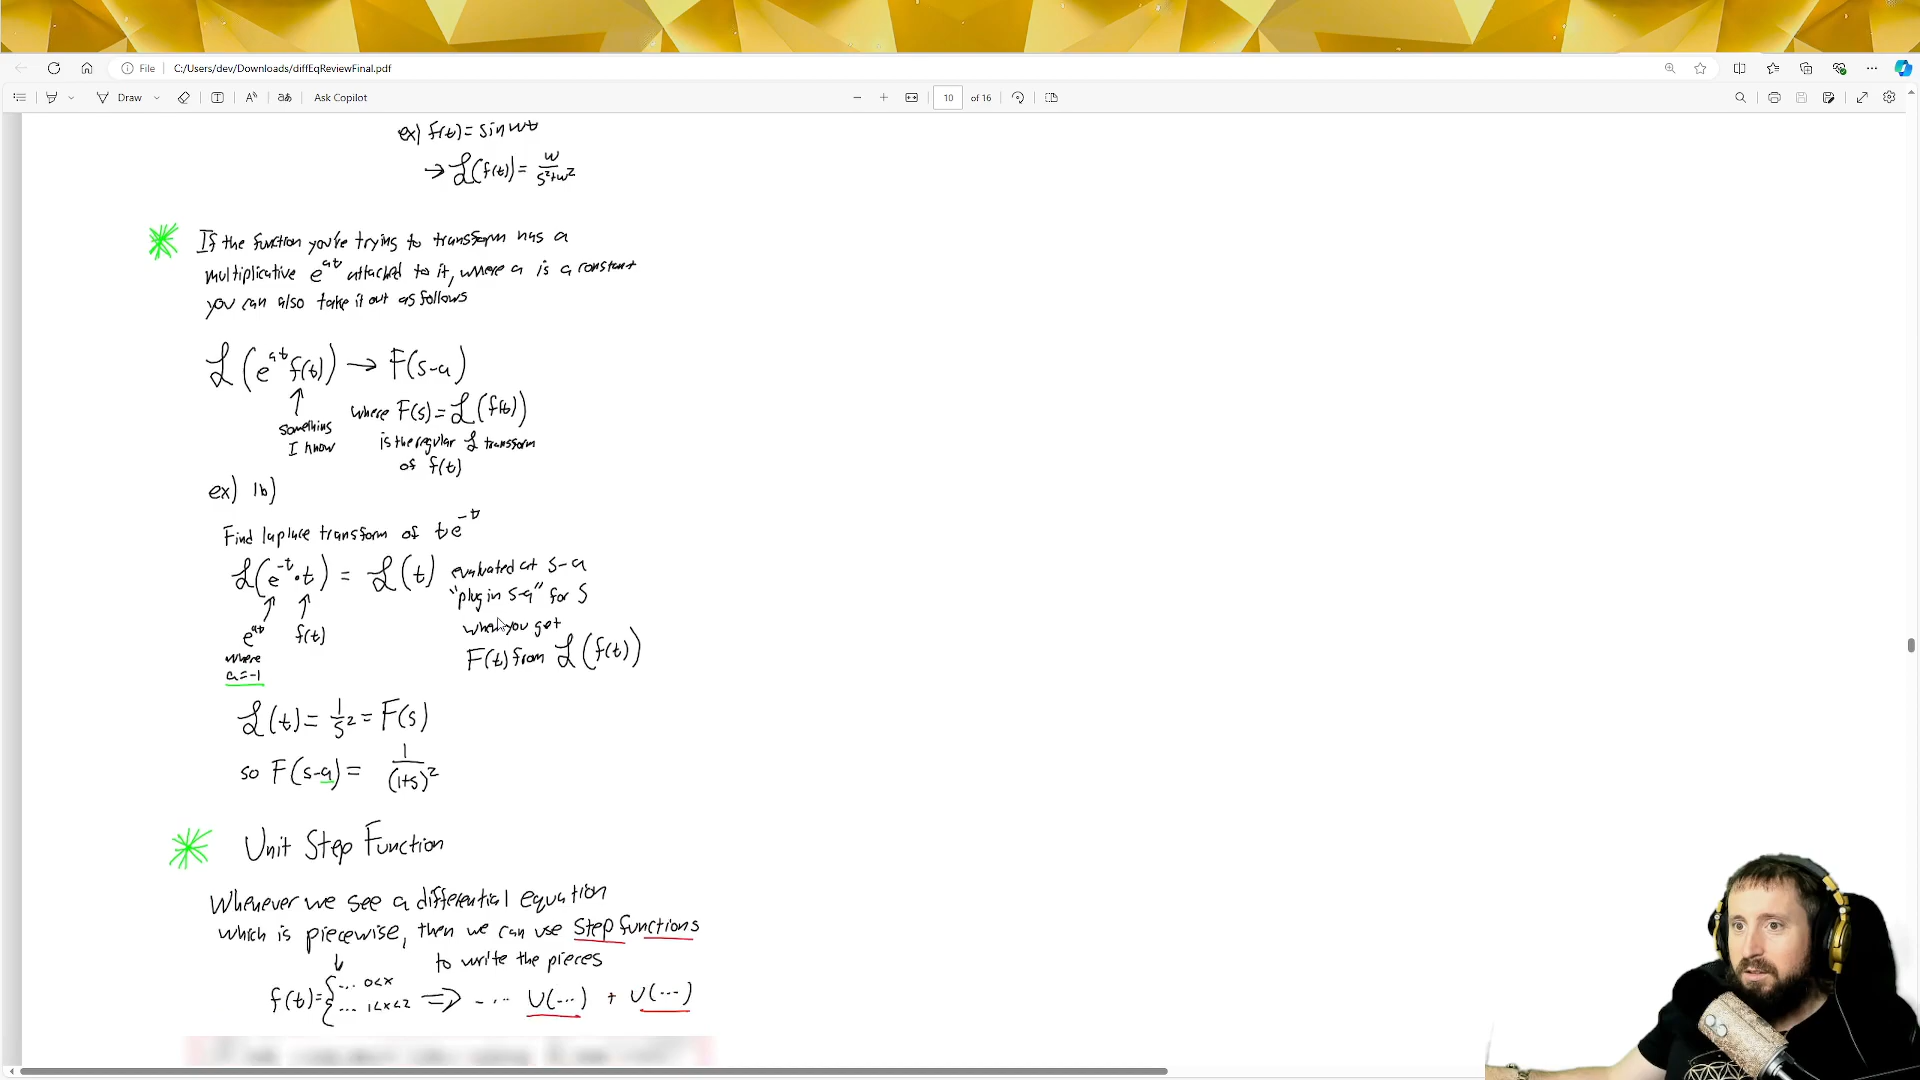 File C:/Users/dev/Downloads/diffEqReviewFinal.pdf
Draw Ask Copilot 10 of 16
ex) f(t) = sin wt
→ ℒ(f(t)) = w/(s²+w²)
If the function you're trying to transform has a
multiplicative e^at attached to it, where a is a constant
you can also take it out as follows
ℒ(e^at f(t)) → F(s-a)
where F(s) = ℒ(f(t))
something
I know
is the regular ℒ transform
of f(t)
ex) 1b)
Find laplace transform of te^-t
ℒ(e^-t · t) = ℒ(t) evaluated at s-a
"plug in s-a" for s
when you get
F(t) from ℒ(f(t))
e^at f(t)
where
a=-1
ℒ(t) = 1/s² = F(s)
so F(s-a) = 1/(1+s)²
Unit Step Function
Whenever we see a differential equation
which is piecewise, then we can use step functions
to write the pieces
f(t) = { ... 0<x
... 1<x<2 ⇒ - ... U(...) + U(...)